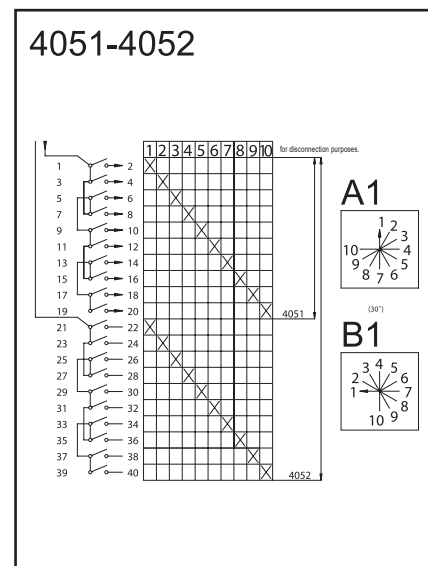 4051-4052
1 2 3 4 5 6 7 8 9 10
for disconnection purposes.
1 2 X
3 4 X
5 6 X
7 8 X
9 10 X
11 12 X
13 14 X
15 16 X
17 18 X
19 20 X
4051
21 22 X
23 24 X
25 26 X
27 28 X
29 30 X
31 32 X
33 34 X
35 36 X
37 38 X
39 40 X
4052
A1
1 2 3 4 5 6 7 8 9 10
(30°)
B1
1 2 3 4 5 6 7 8 9 10